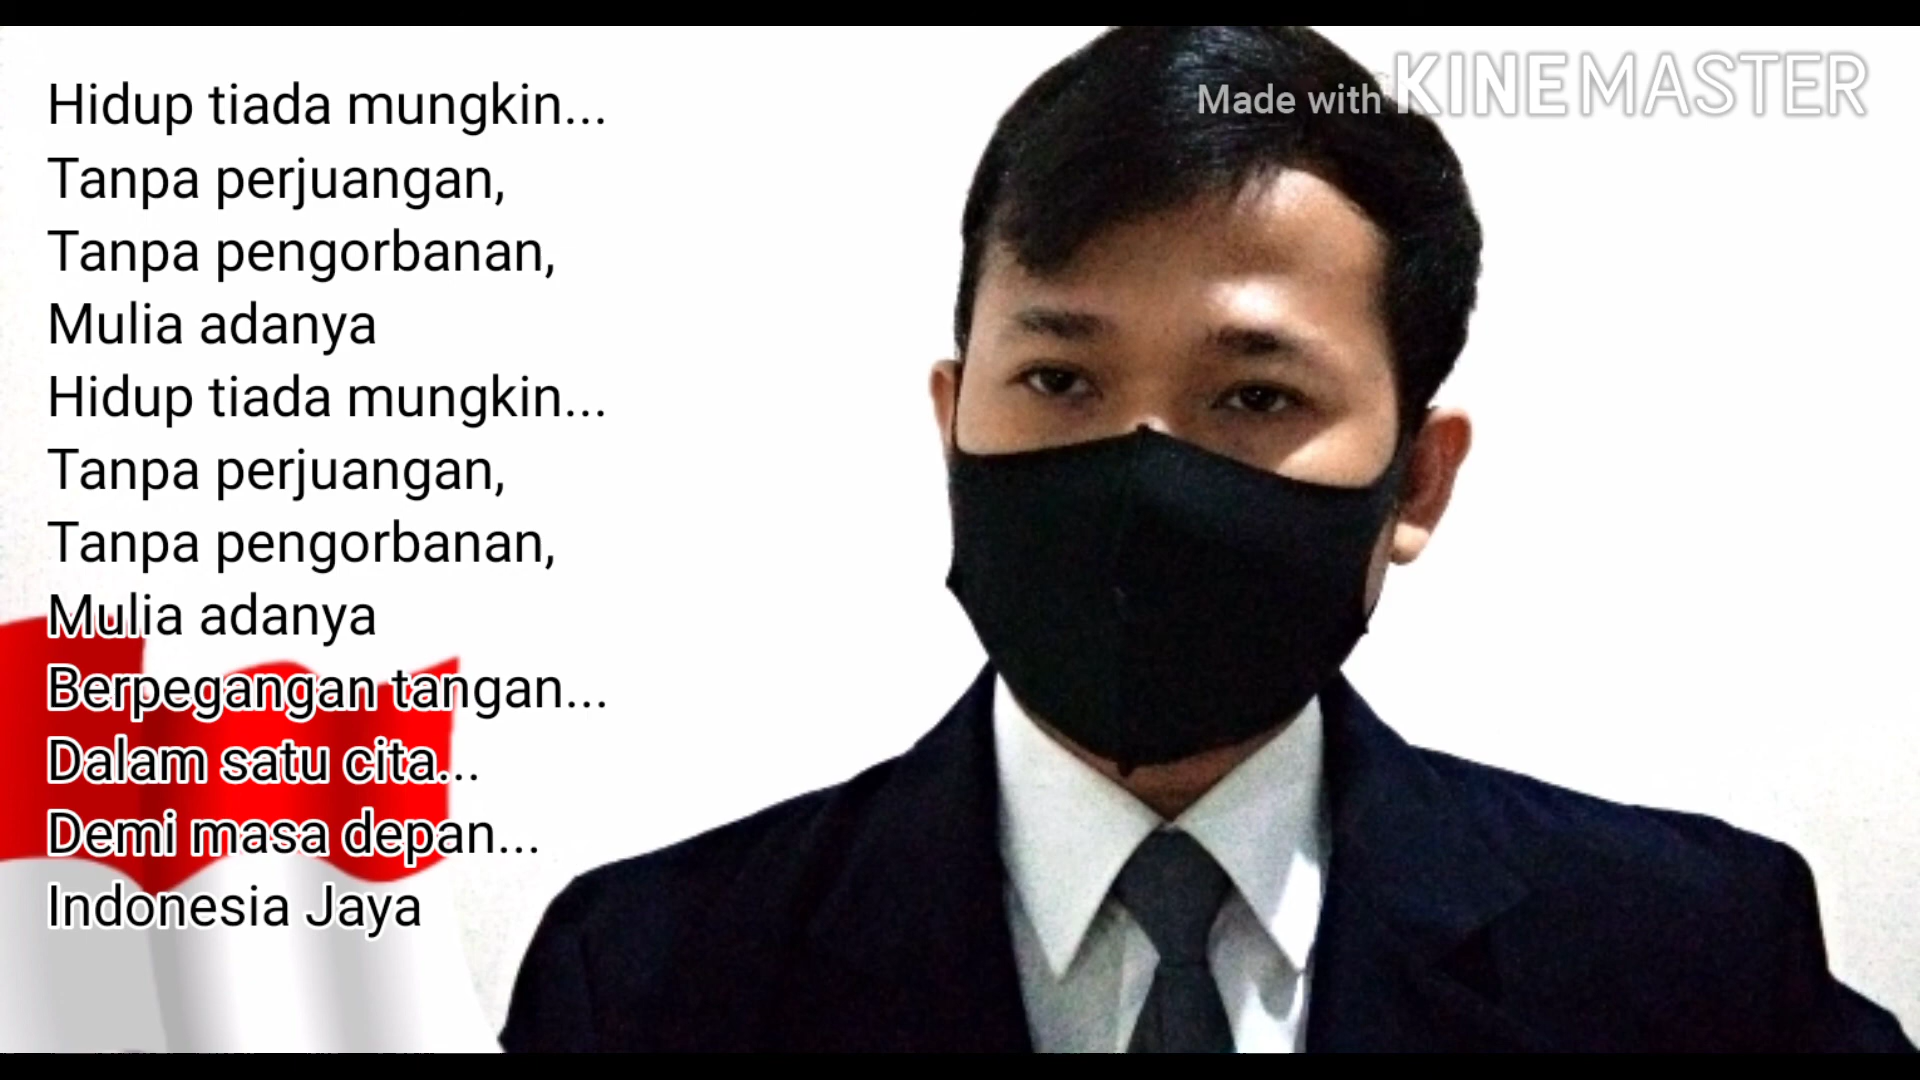 Made with KINEMASTER
Hidup tiada mungkin...
Tanpa perjuangan,
Tanpa pengorbanan,
Mulia adanya
Hidup tiada mungkin...
Tanpa perjuangan,
Tanpa pengorbanan,
Mulia adanya
Berpegangan tangan...
Dalam satu cita...
Demi masa depan...
Indonesia Jaya